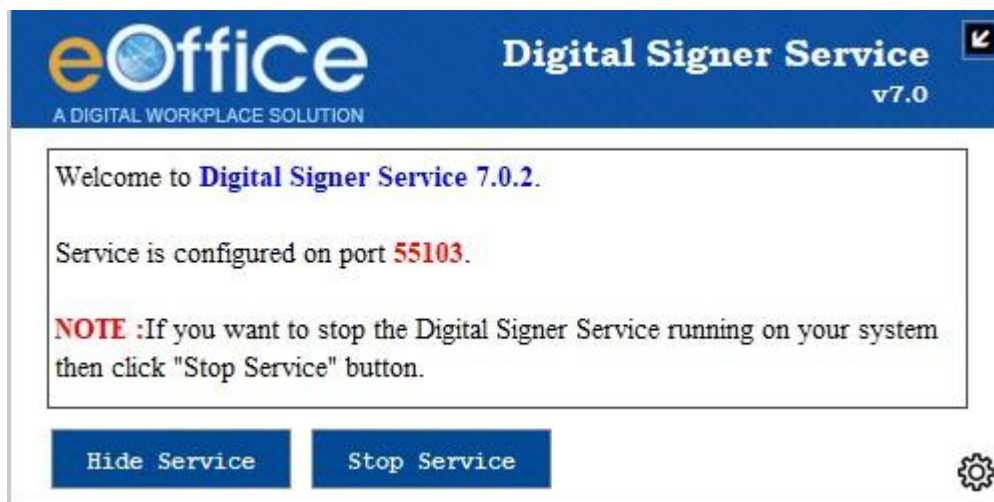 eOffice
A DIGITAL WORKPLACE SOLUTION
Digital Signer Service
v7.0
Welcome to Digital Signer Service 7.0.2.
Service is configured on port 55103.
NOTE :If you want to stop the Digital Signer Service running on your system
then click "Stop Service" button.
Hide Service
Stop Service